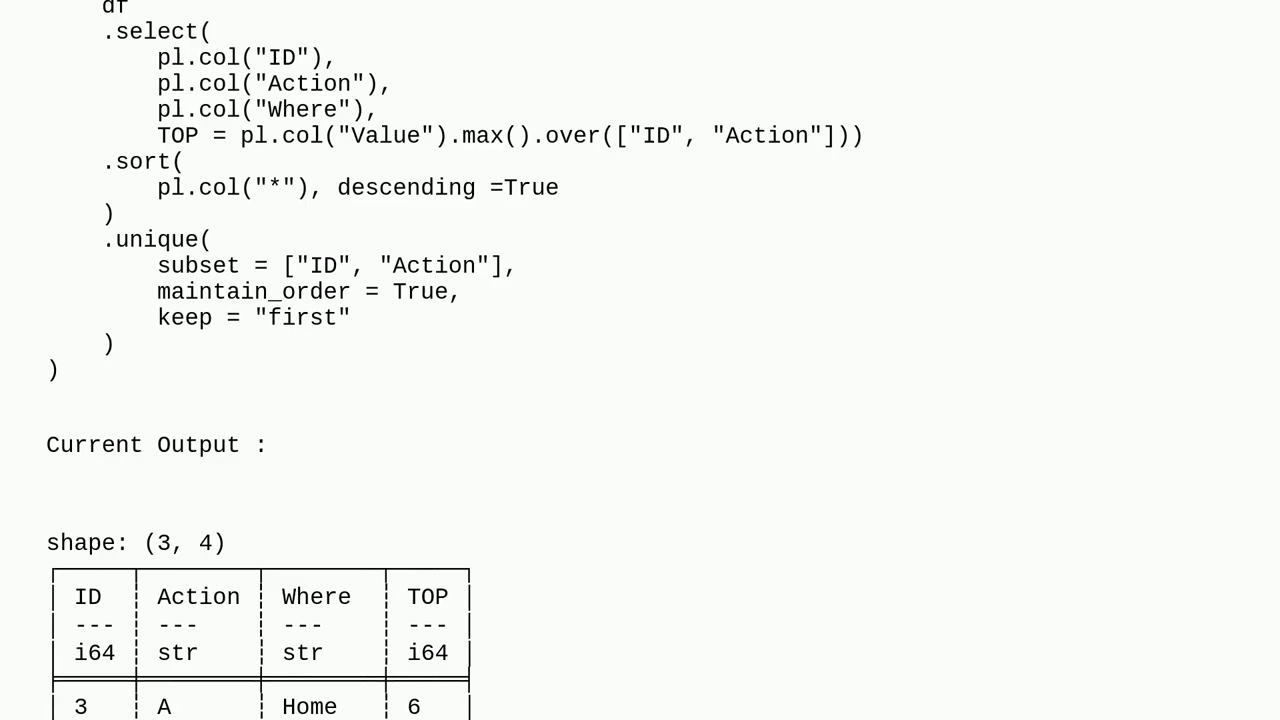 df
.select(
pl.col("ID"),
pl.col("Action"),
pl.col("Where"),
TOP = pl.col("Value").max().over(["ID", "Action"]))
.sort(
pl.col("*"), descending =True
)
.unique(
subset = ["ID", "Action"],
maintain_order = True,
keep = "first"
)
)
Current Output :
shape: (3, 4)
ID Action Where TOP
--- --- --- ---
i64 str str i64
3 A Home 6